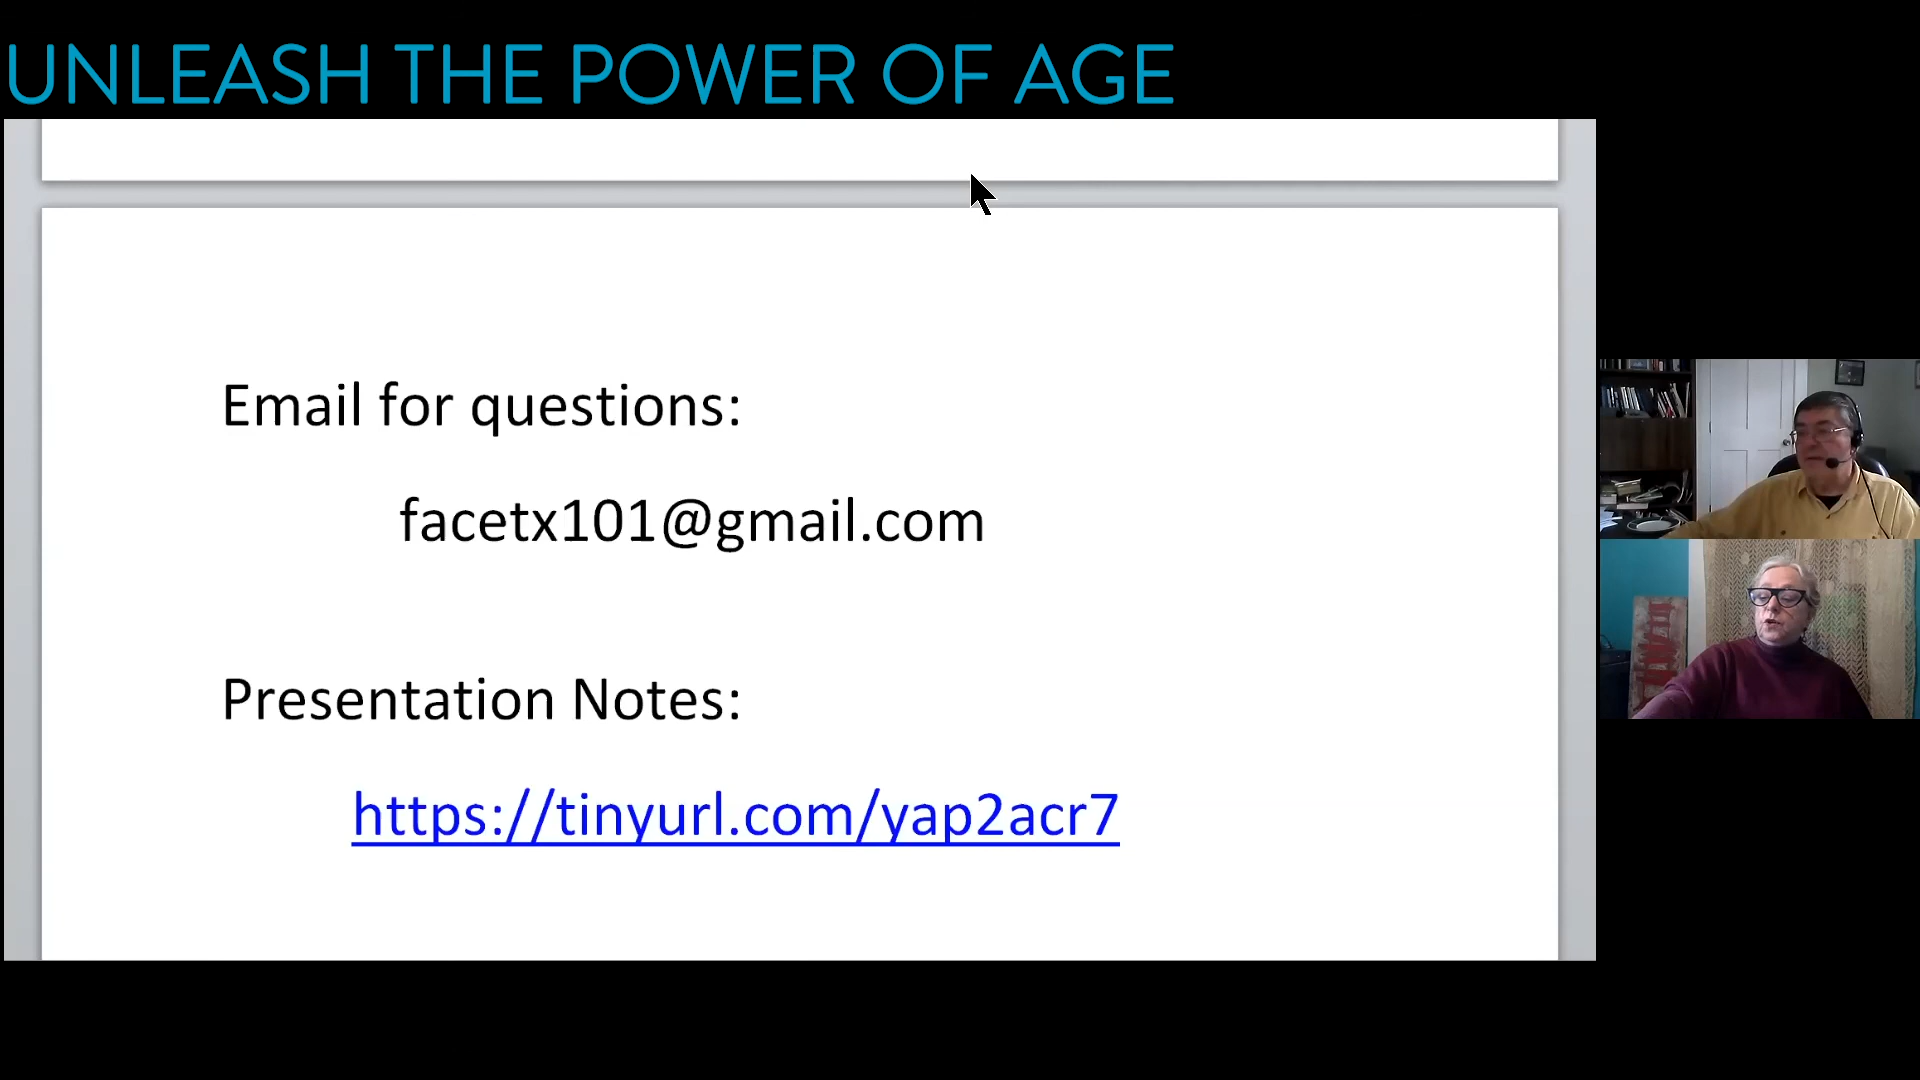 UNLEASH THE POWER OF AGE
Email for questions:
facetx101@gmail.com
Presentation Notes:
https://tinyurl.com/yap2acr7